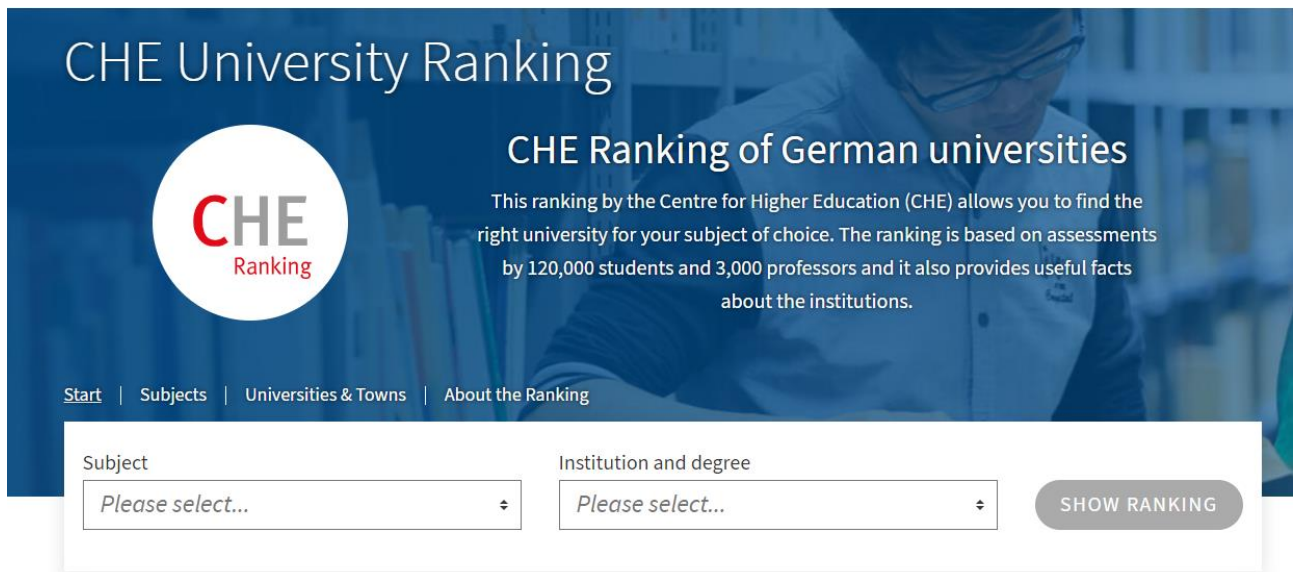 CHE University Ranking
CHE
Ranking
CHE Ranking of German universities
This ranking by the Centre for Higher Education (CHE) allows you to find the
right university for your subject of choice. The ranking is based on assessments
by 120,000 students and 3,000 professors and it also provides useful facts
about the institutions.
Start | Subjects | Universities & Towns | About the Ranking
Subject
Institution and degree
Please select...
Please select...
SHOW RANKING